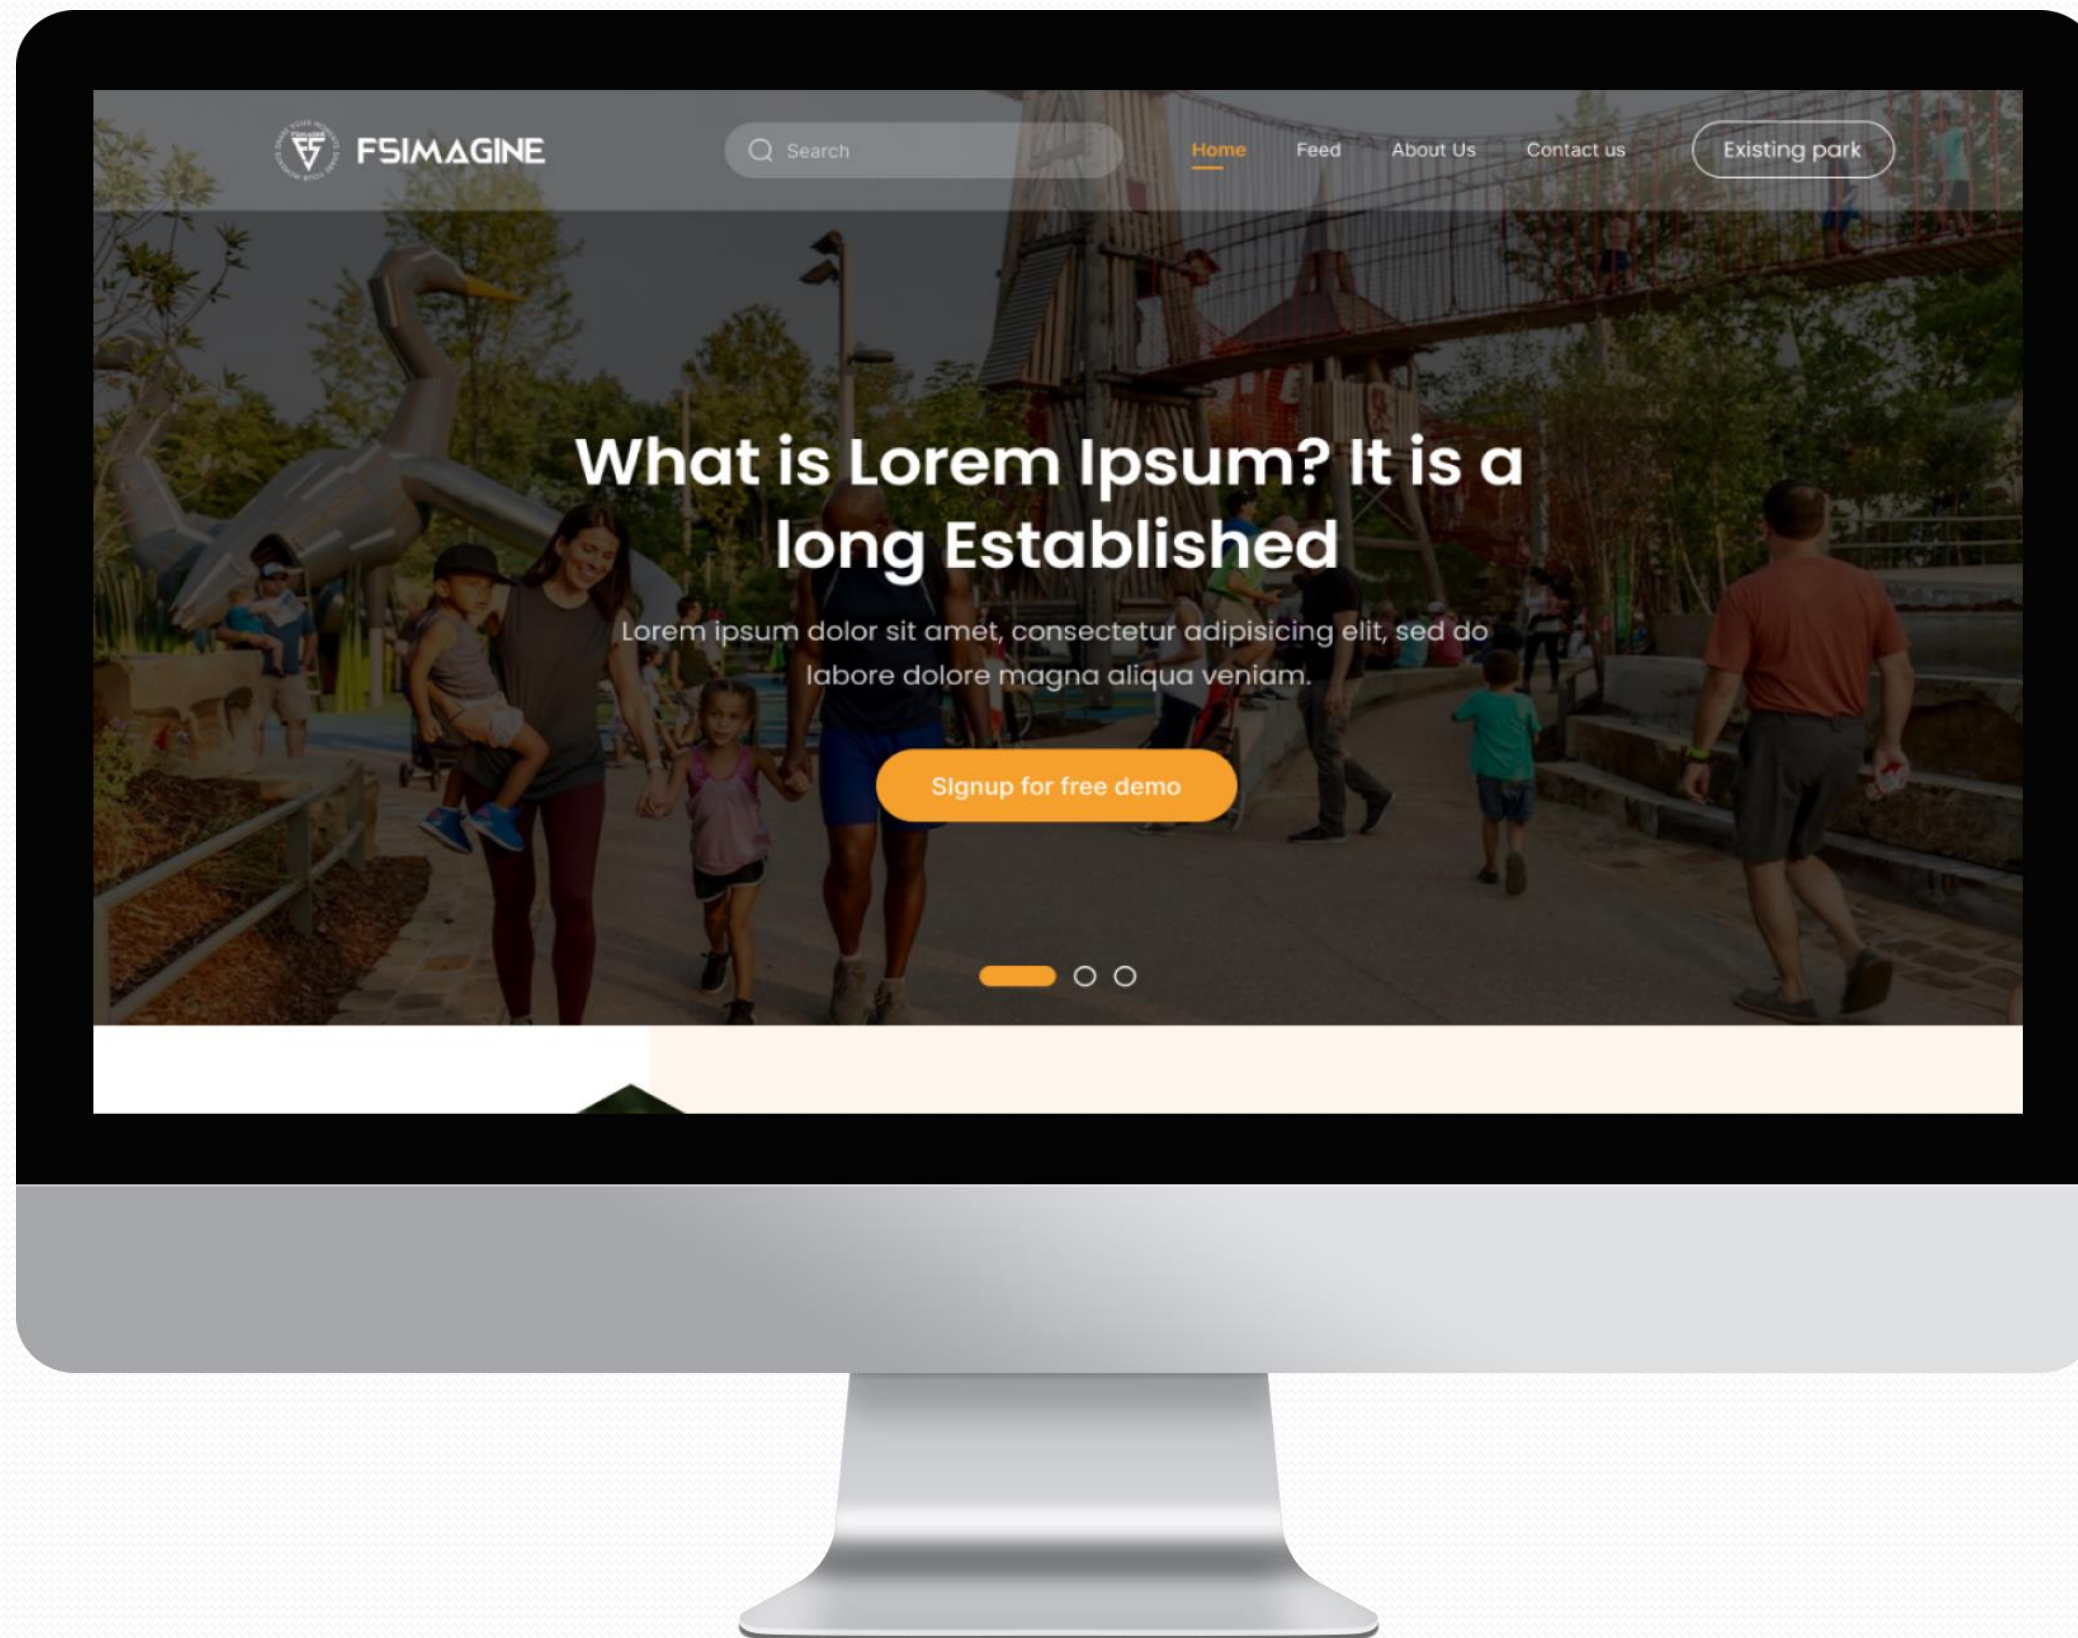 FSIMAGINE
Search
Home
Feed
About Us
Contact us
Existing park
What is Lorem Ipsum? It is a
long Established
Lorem ipsum dolor sit amet, consectetur adipisicing elit, sed do
labore dolore magna aliqua veniam.
SIgnup for free demo